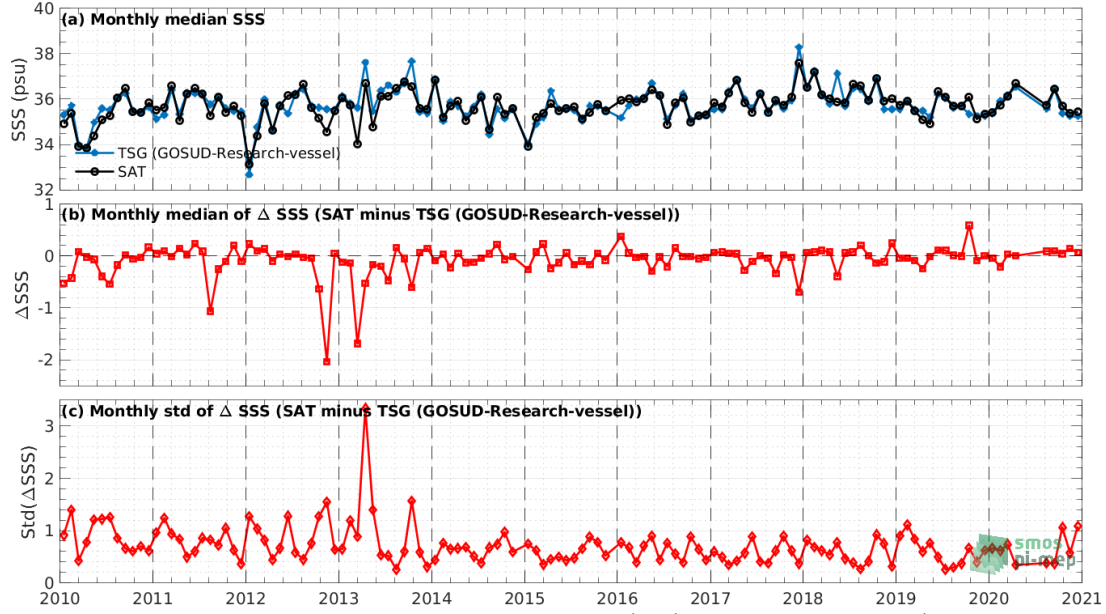 (a) Monthly median SSS
40
38
36
34
32
SSS (psu)
TSG (GOSUD-Research-vessel)
SAT
(b) Monthly median of Δ SSS (SAT minus TSG (GOSUD-Research-vessel))
1
0
-1
-2
ΔSSS
(c) Monthly std of Δ SSS (SAT minus TSG (GOSUD-Research-vessel))
3
2
1
0
Std(ΔSSS)
smos
pi-mep
2010 2011 2012 2013 2014 2015 2016 2017 2018 2019 2020 2021